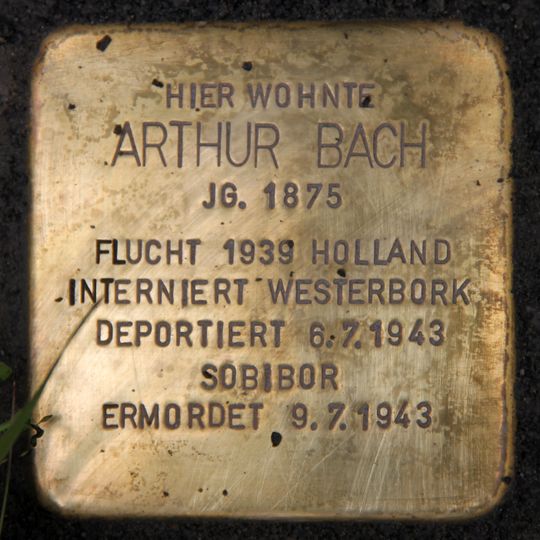 HIER WOHNTE
ARTHUR BACH
JG. 1875
FLUCHT 1939 HOLLAND
INTERNIERT WESTERBORK
DEPORTIERT 6.7.1943
SOBIBOR
ERMORDET 9.7.1943